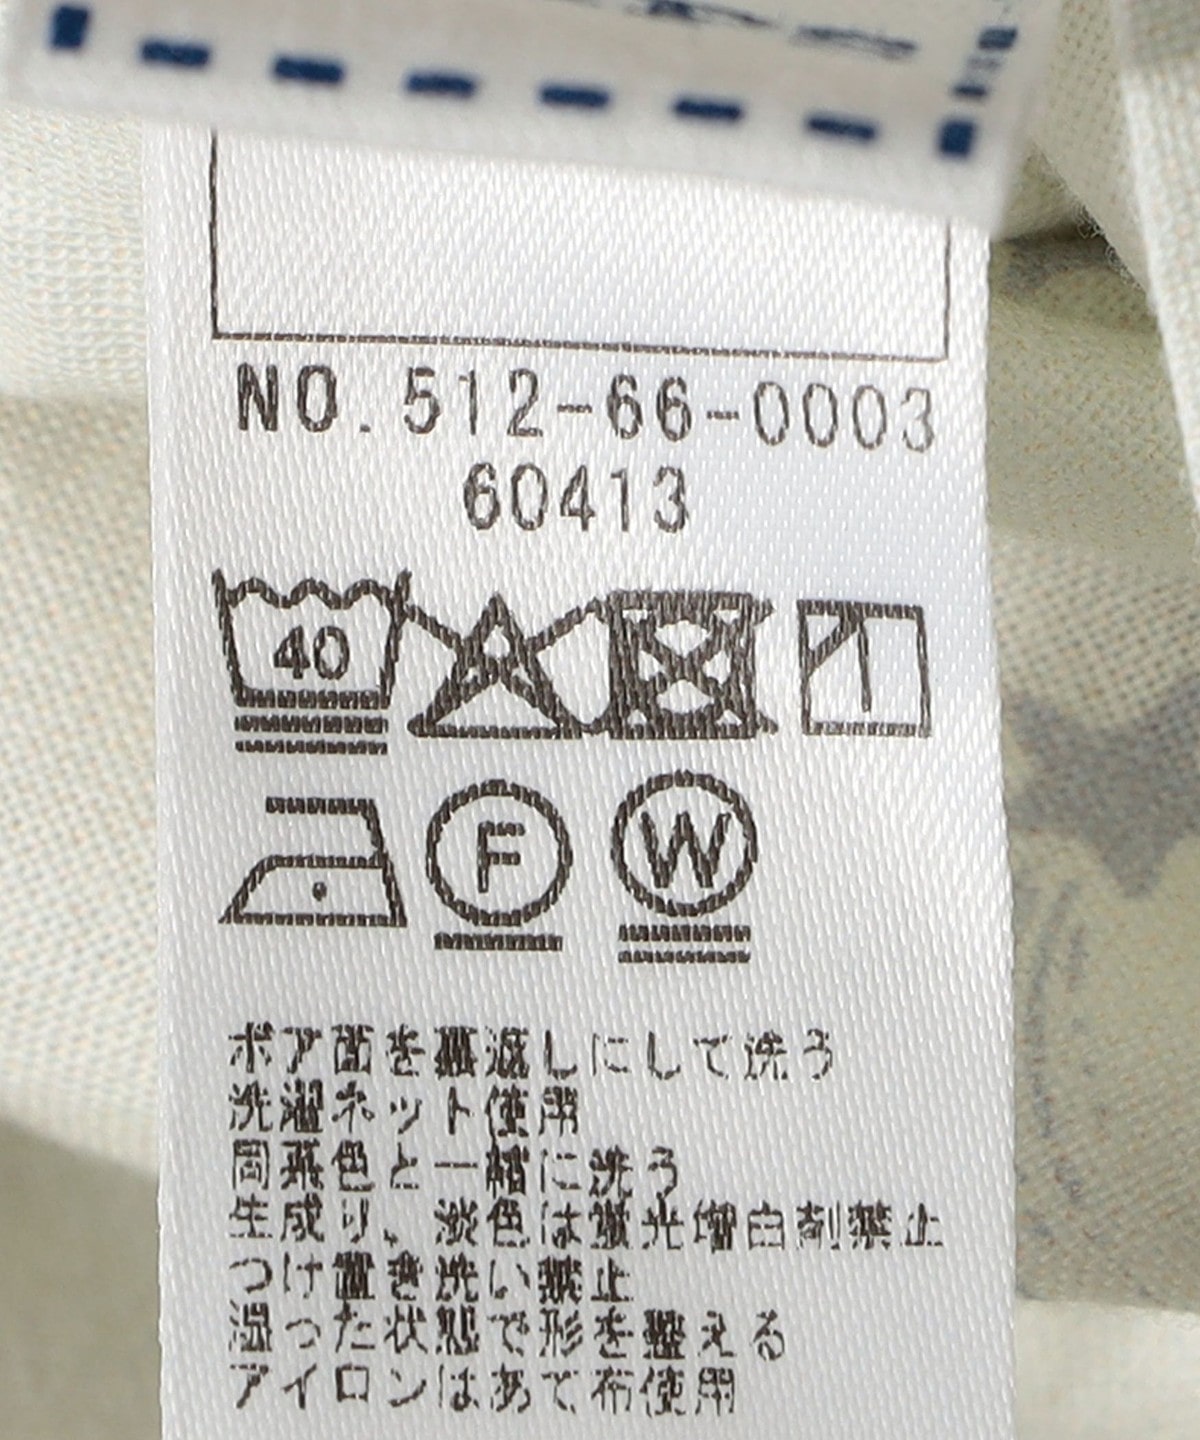 NO.512-66-0003
60413
40
F W
ボア面を裏返しにして洗う
洗濯ネット使用
同系色と一緒に洗う
生成り、淡色は蛍光増白剤禁止
つけ置き洗い禁止
湿った状態で形を整える
アイロンはあて布使用